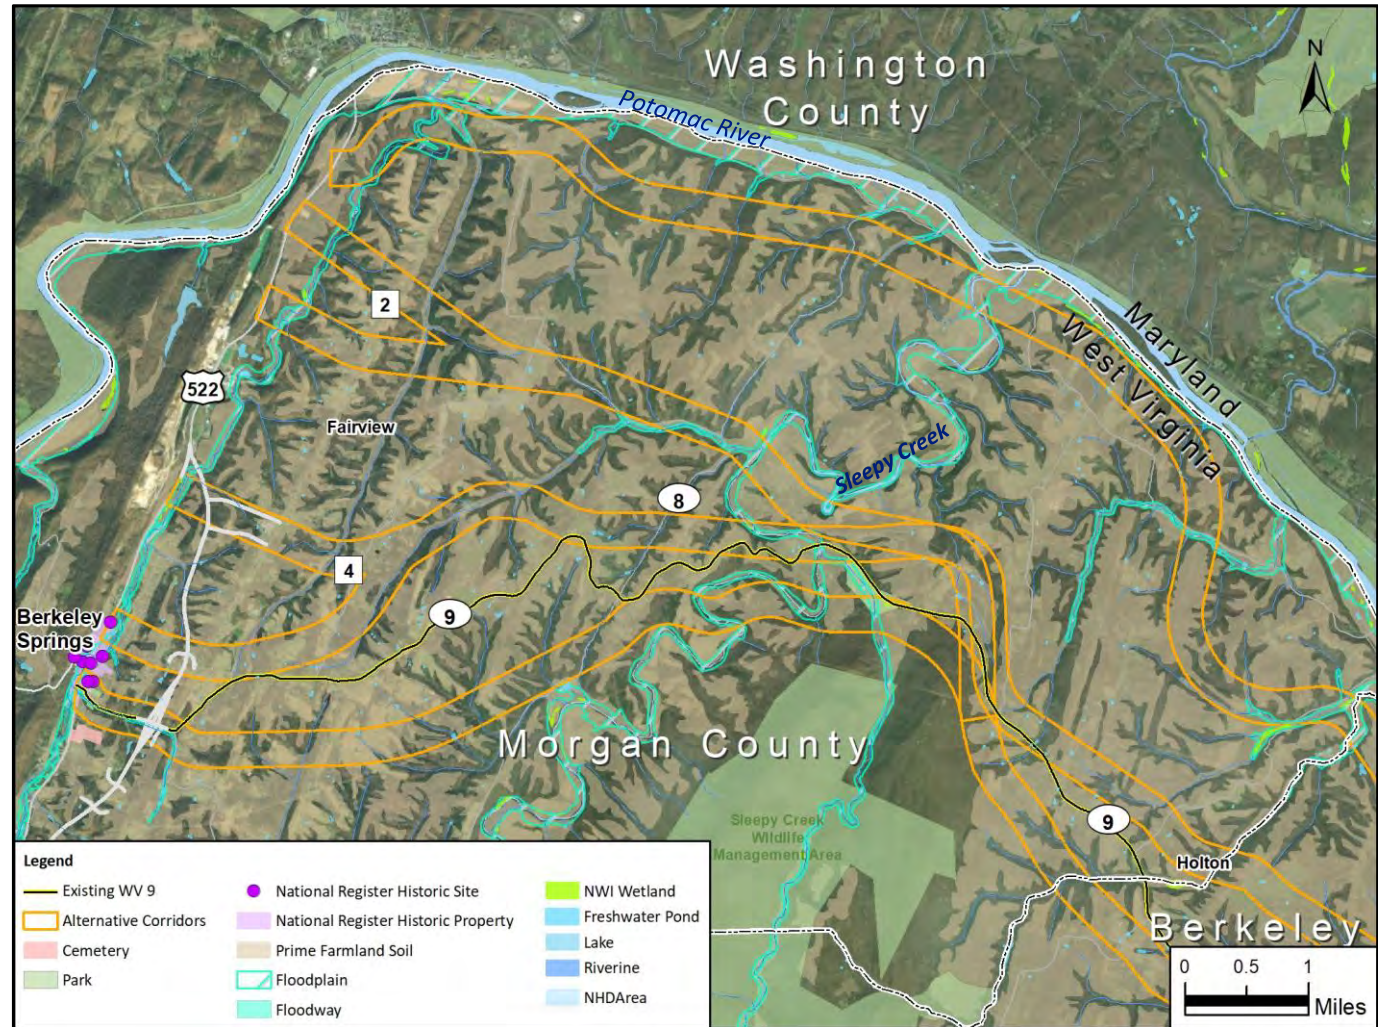 Washington
County
N
Potomac River
2
Maryland
West Virginia
522
Fairview
Sleepy Creek
8
4
9
Berkeley
Springs
Morgan County
Sleepy Creek
Wildlife
Management Area
9
Holton
Berkeley
Legend
Existing WV 9
Alternative Corridors
Cemetery
Park
National Register Historic Site
National Register Historic Property
Prime Farmland Soil
Floodplain
Floodway
NWI Wetland
Freshwater Pond
Lake
Riverine
NHDArea
0 0.5 1
Miles